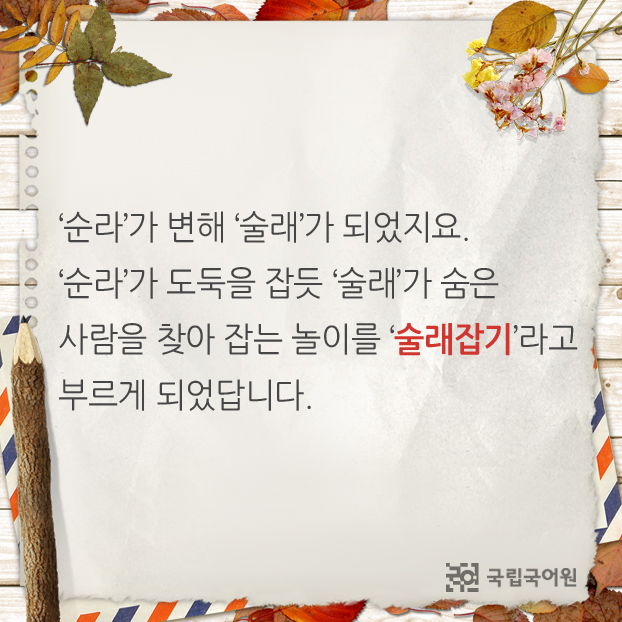 ‘순라’가 변해 ‘술래’가 되었지요.
‘순라’가 도둑을 잡듯 ‘술래’가 숨은
사람을 찾아 잡는 놀이를 ‘술래잡기’라고
부르게 되었답니다.
국립국어원